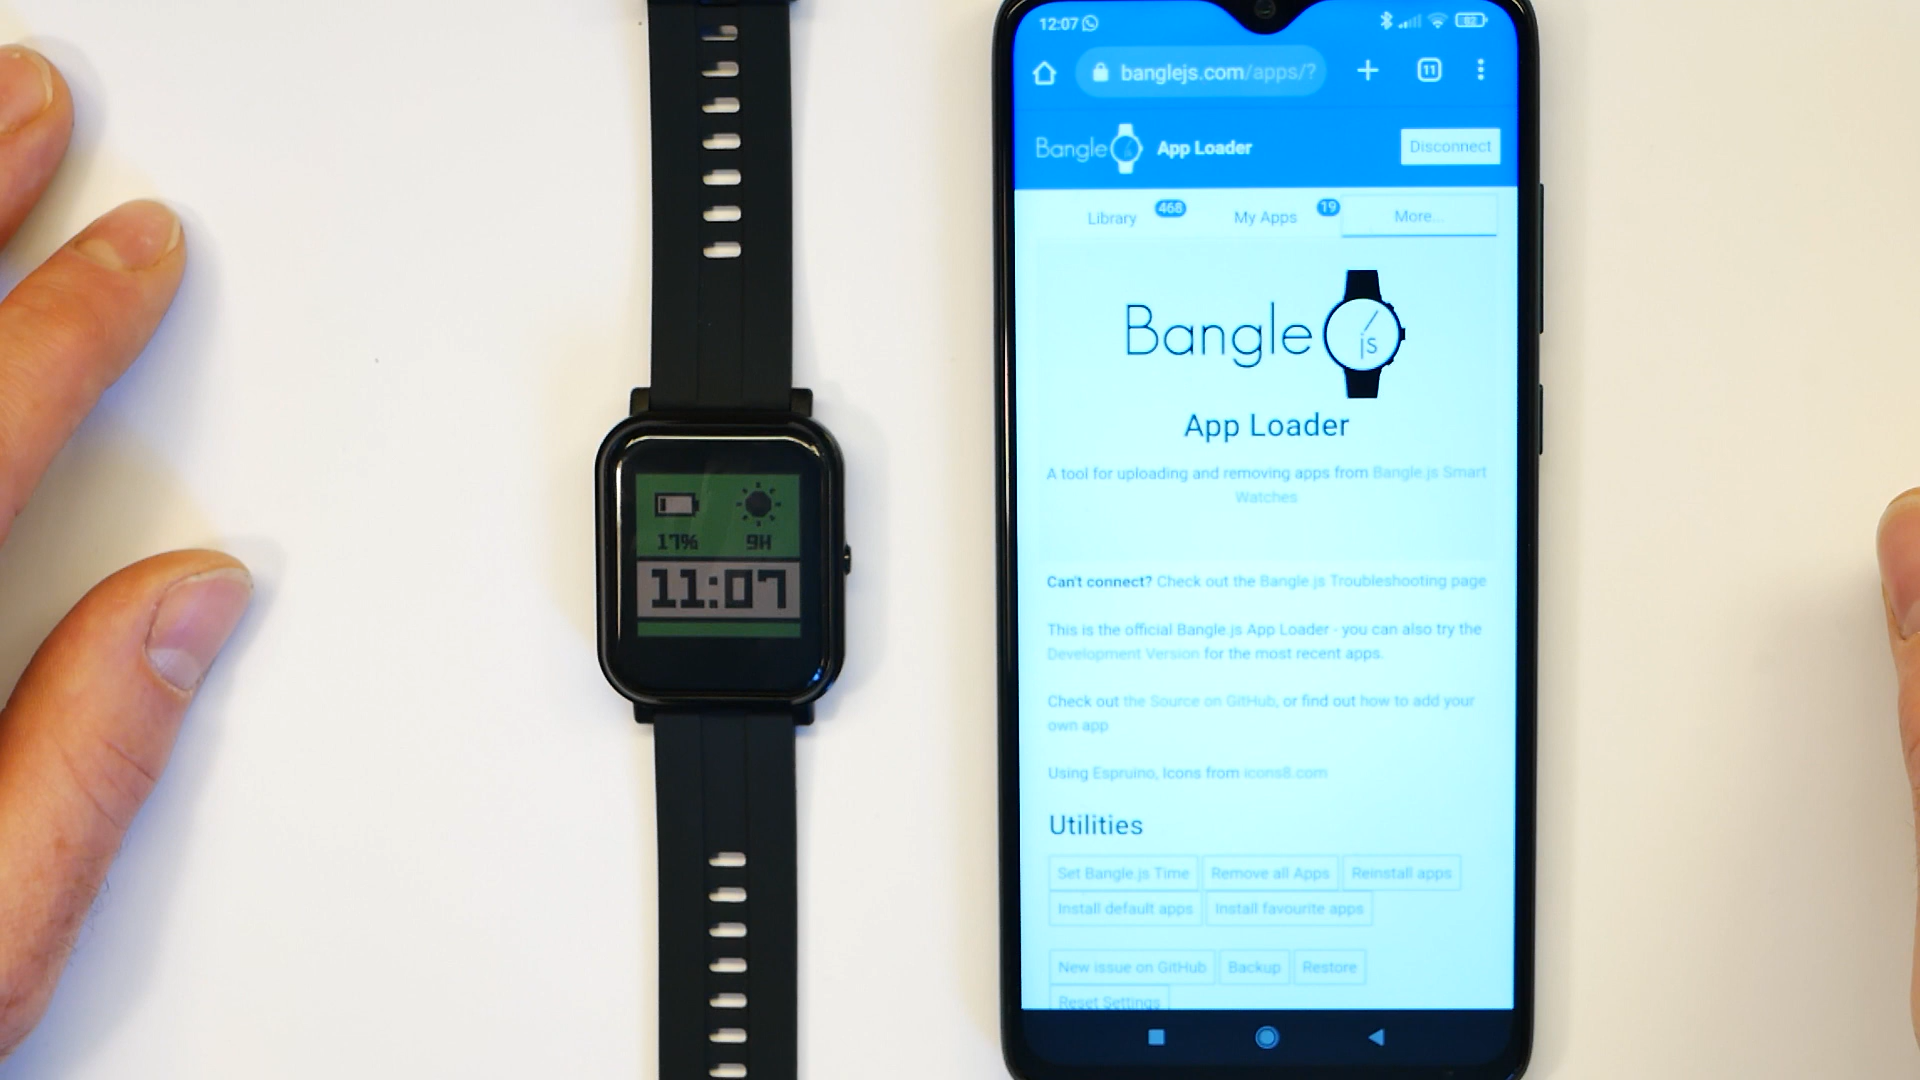 17% 9H
11:07
12:07 82
banglejs.com/apps/? 11
Bangle js App Loader Disconnect
Library 468 My Apps 19 More...
Bangle js
App Loader
A tool for uploading and removing apps from Bangle.js Smart
Watches
Can't connect? Check out the Bangle.js Troubleshooting page
This is the official Bangle.js App Loader - you can also try the
Development Version for the most recent apps.
Check out the Source on GitHub, or find out how to add your
own app
Using Espruino, Icons from icons8.com
Utilities
Set Bangle.js Time Remove all Apps Reinstall apps
Install default apps Install favourite apps
New issue on GitHub Backup Restore
Reset Settings